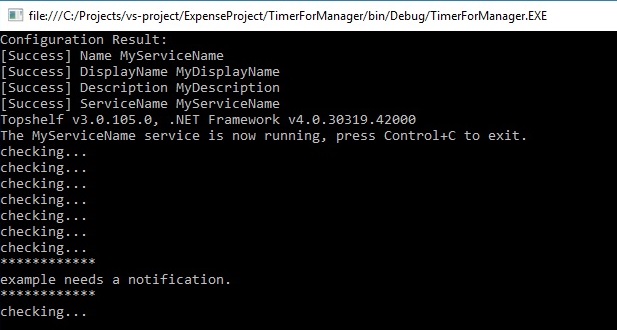 file:///C:/Projects/vs-project/ExpenseProject/TimerForManager/bin/Debug/TimerForManager.EXE
Configuration Result:
[Success] Name MyServiceName
[Success] DisplayName MyDisplayName
[Success] Description MyDescription
[Success] ServiceName MyServiceName
Topshelf v3.0.105.0, .NET Framework v4.0.30319.42000
The MyServiceName service is now running, press Control+C to exit.
checking...
checking...
checking...
checking...
checking...
checking...
checking...
************
example needs a notification.
************
checking...